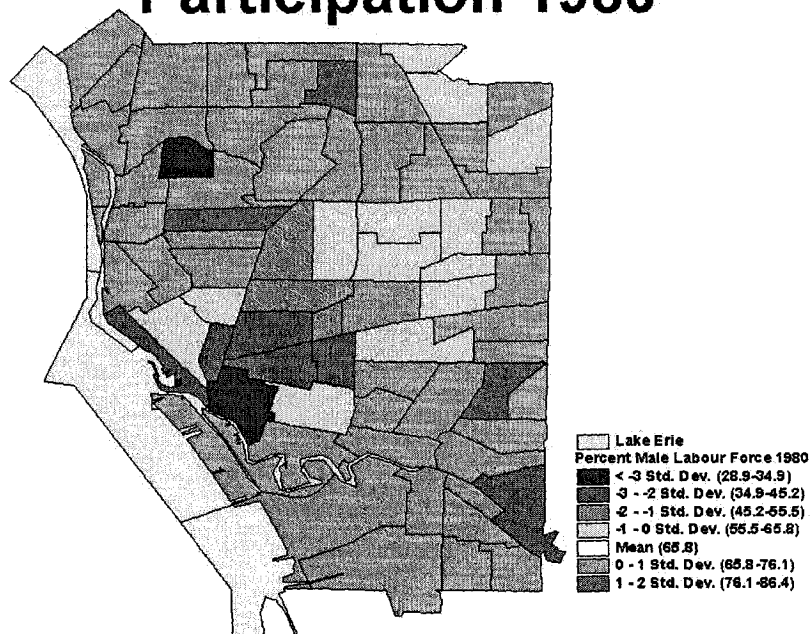 Participation 1980
Lake Erie
Percent Male Labour Force 1980
< -3 Std. Dev. (28.9-34.9)
-3 - -2 Std. Dev. (34.9-45.2)
-2 - -1 Std. Dev. (45.2-55.5)
-1 - 0 Std. Dev. (55.5-65.8)
Mean (65.8)
0 - 1 Std. Dev. (65.8-76.1)
1 - 2 Std. Dev. (76.1-86.4)